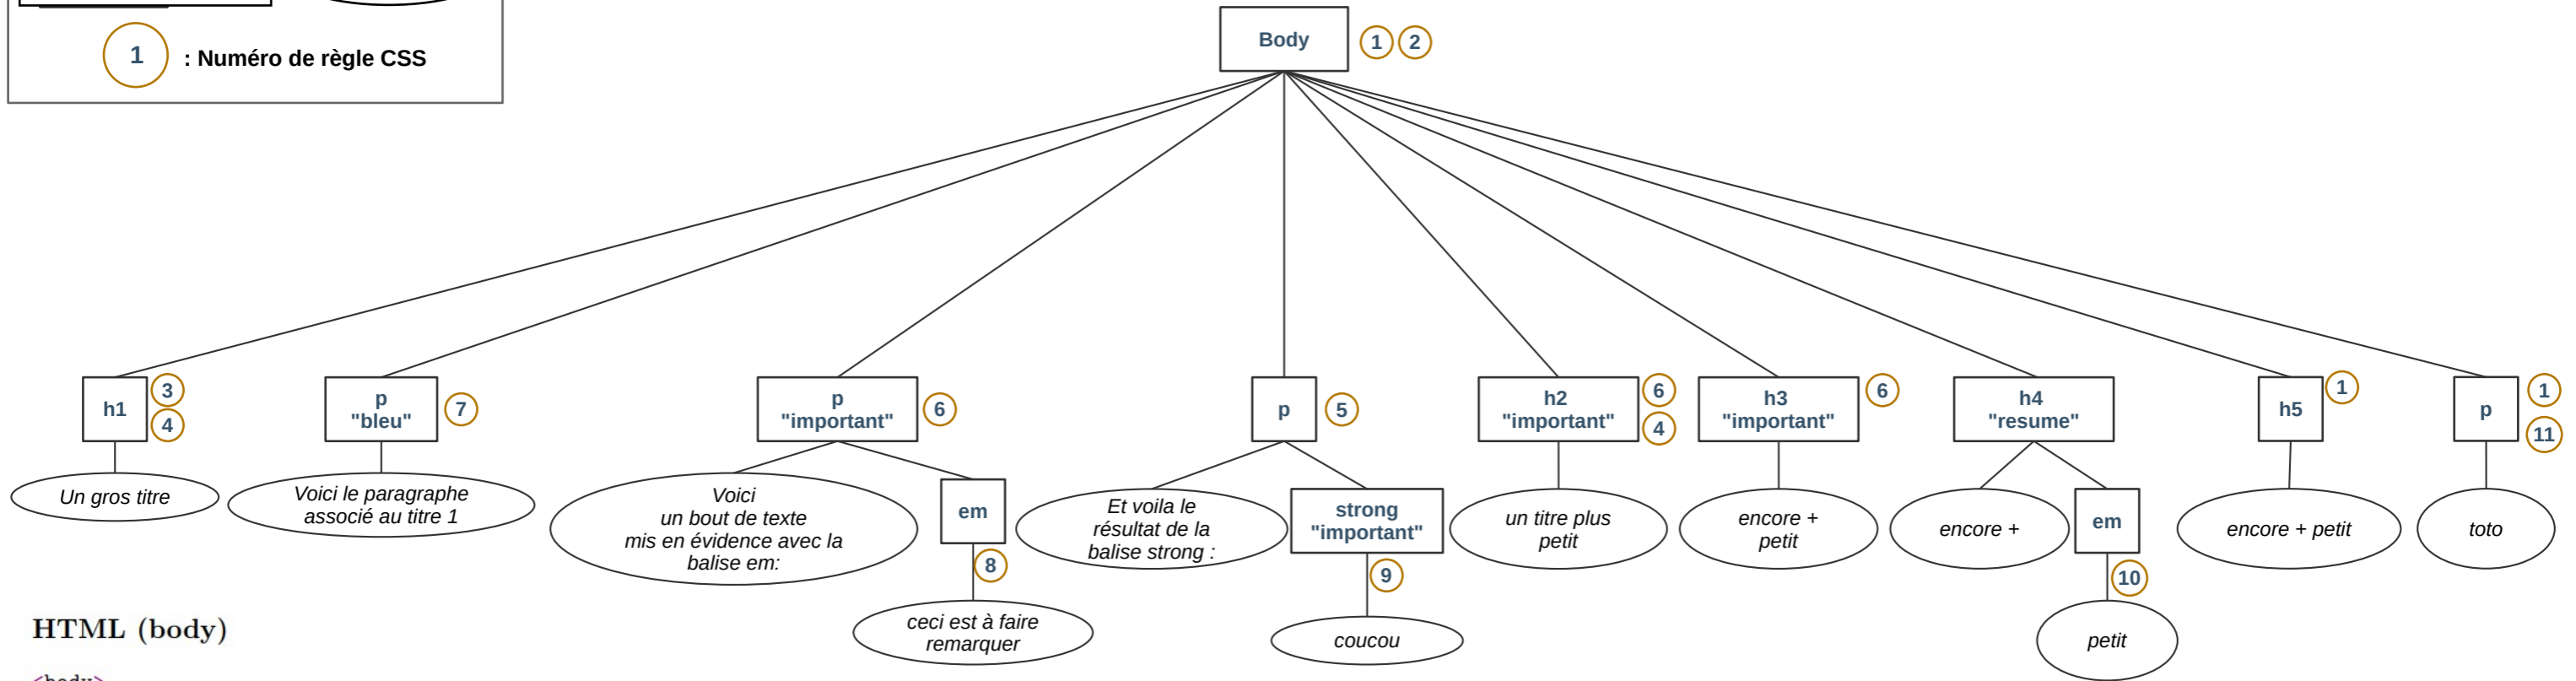 1 : Numéro de règle CSS
Body 1 2
h1 3
4
p
"bleu" 7
p
"important" 6
p 5
h2
"important" 6
4
h3
"important" 6
h4
"resume"
h5 1
p 1
11
Un gros titre
Voici le paragraphe
associé au titre 1
Voici
un bout de texte
mis en évidence avec la
balise em:
em
8
ceci est à faire
remarquer
Et voila le
résultat de la
balise strong :
strong
"important"
9
coucou
un titre plus
petit
encore +
petit
encore +
em
10
petit
encore + petit
toto
HTML (body)
<body>